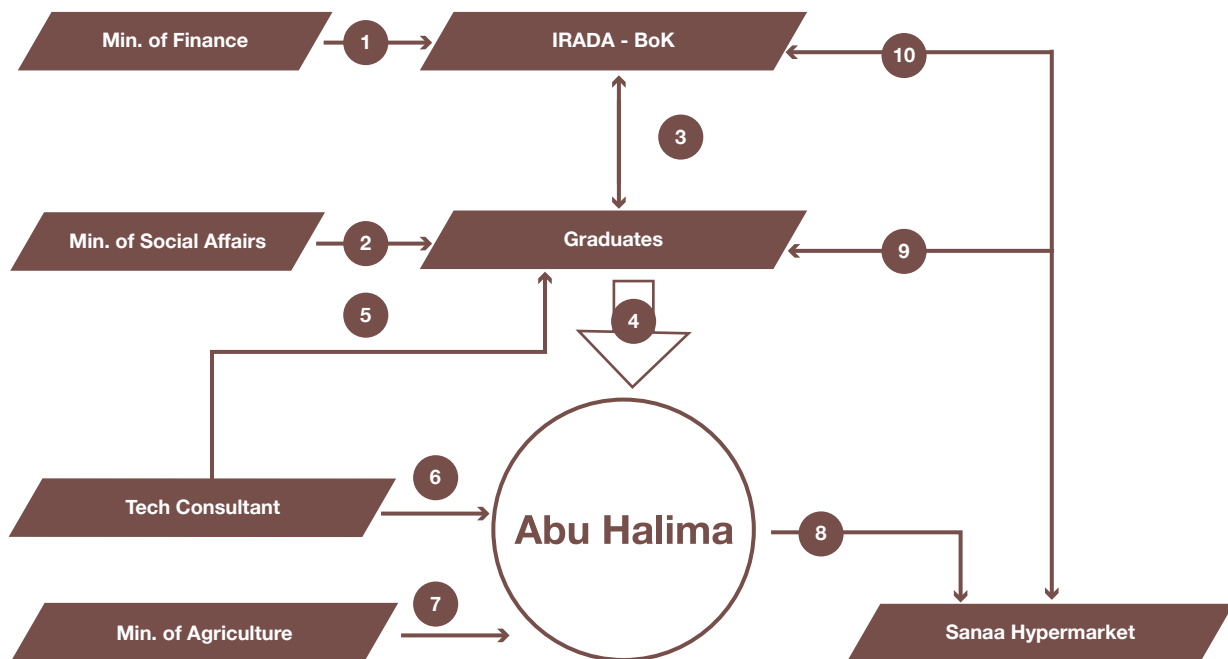 Min. of Finance
1
IRADA - BoK
10
3
Min. of Social Affairs
2
Graduates
9
5
4
6
Tech Consultant
Abu Halima
8
7
Min. of Agriculture
Sanaa Hypermarket